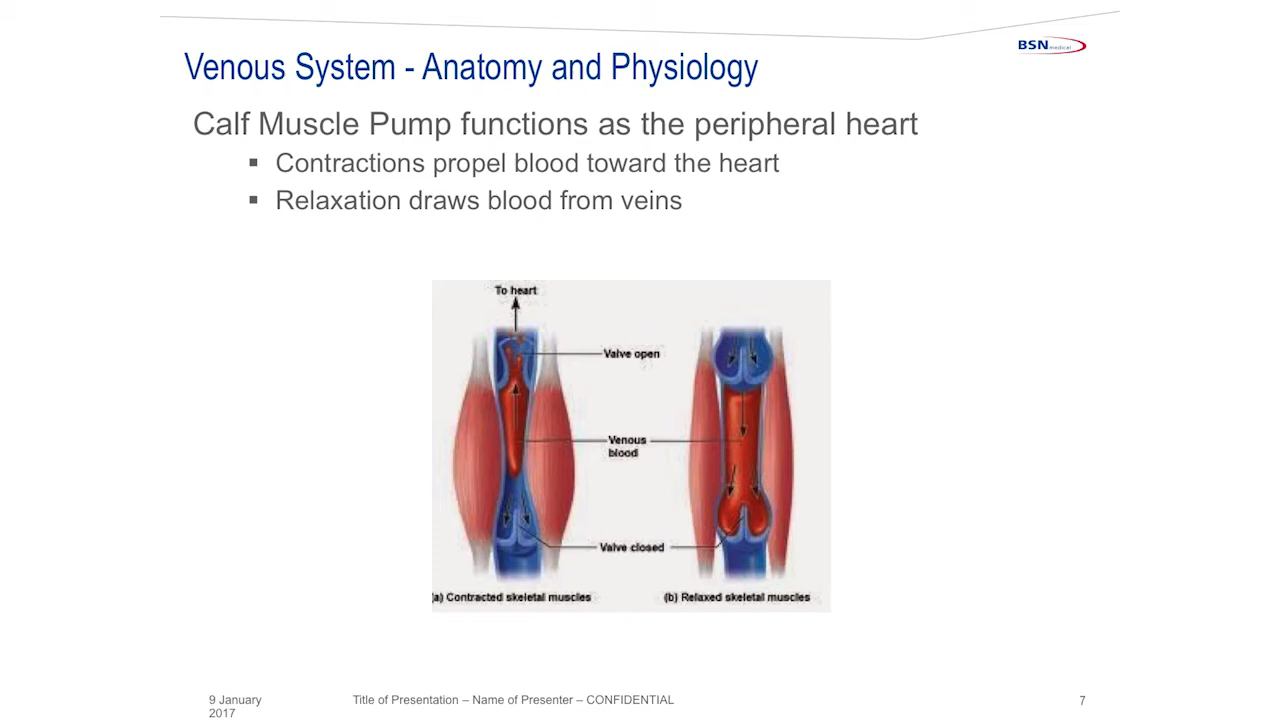 BSN medical
Venous System - Anatomy and Physiology
Calf Muscle Pump functions as the peripheral heart
▪ Contractions propel blood toward the heart
▪ Relaxation draws blood from veins
To heart
Valve open
Venous
blood
Valve closed
(a) Contracted skeletal muscles
(b) Relaxed skeletal muscles
9 January
2017
Title of Presentation – Name of Presenter – CONFIDENTIAL
7